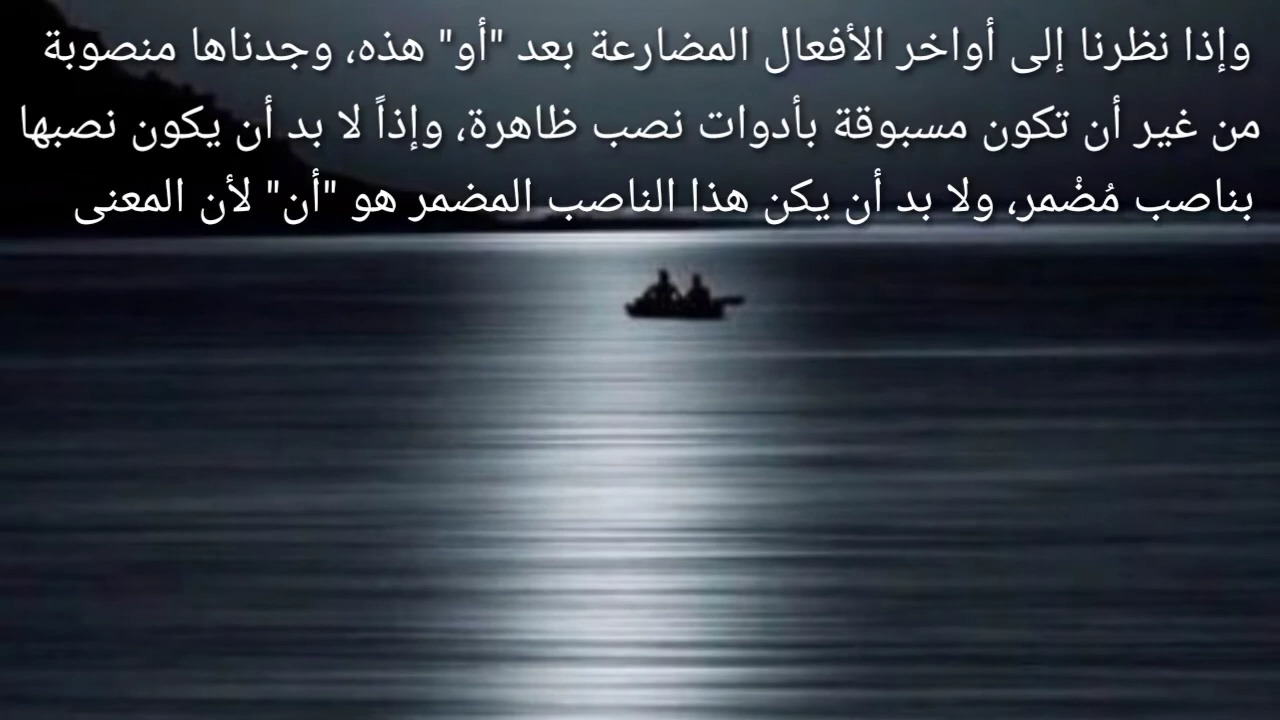 وإذا نظرنا إلى أواخر الأفعال المضارعة بعد "أو" هذه، وجدناها منصوبة
من غير أن تكون مسبوقة بأدوات نصب ظاهرة، وإذاً لا بد أن يكون نصبها
بناصب مُضْمر، ولا بد أن يكن هذا الناصب المضمر هو "أن" لأن المعنى